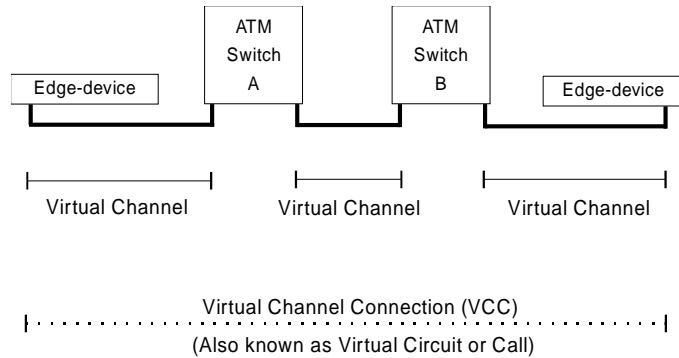 ATM
Switch
A
ATM
Switch
B
Edge-device
Edge-device
Virtual Channel
Virtual Channel
Virtual Channel
Virtual Channel Connection (VCC)
(Also known as Virtual Circuit or Call)